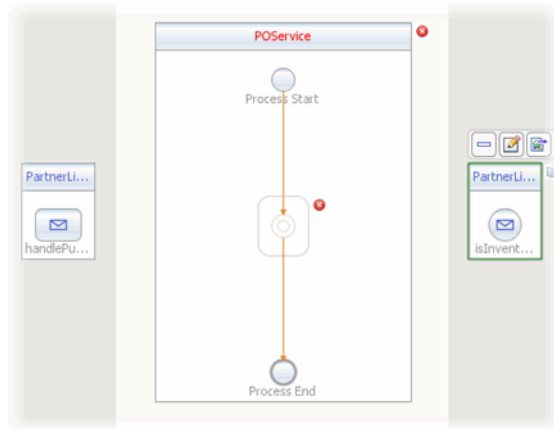 POService
Process Start
PartnerLi...
handlePu...
PartnerLi...
isInvent...
Process End